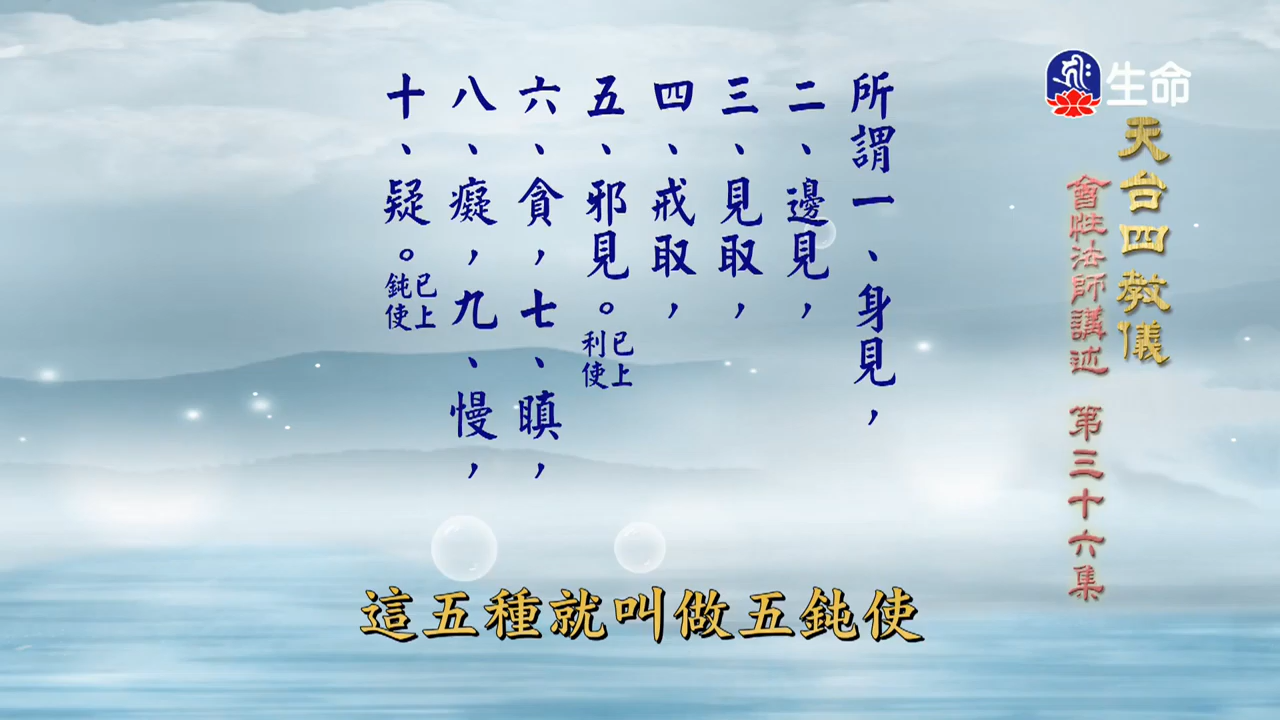 所謂一、身見，
二、邊見，
三、見取，
四、戒取，
五、邪見。已上利使
六、貪，七、瞋，
八、癡，九、慢，
十、疑。已上鈍使
生命
天台四教儀
會性法師講述 第三十六集
這五種就叫做五鈍使